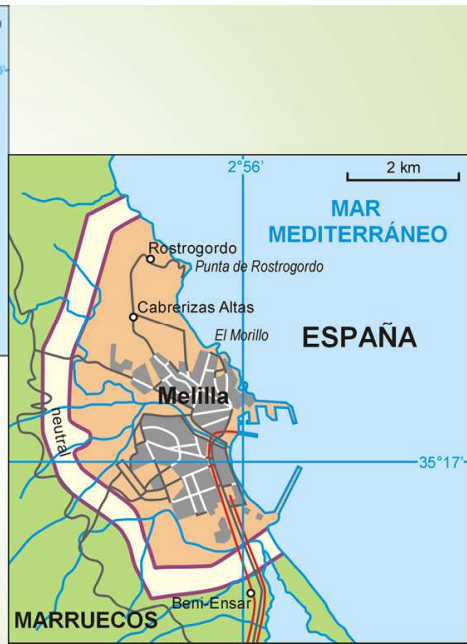 2°56'
2 km
MAR
MEDITERRÁNEO
Rostrogordo
Punta de Rostrogordo
Cabrerizas Altas
El Morillo
ESPAÑA
Melilla
neutral
35°17'
Beni-Ensar
MARRUECOS